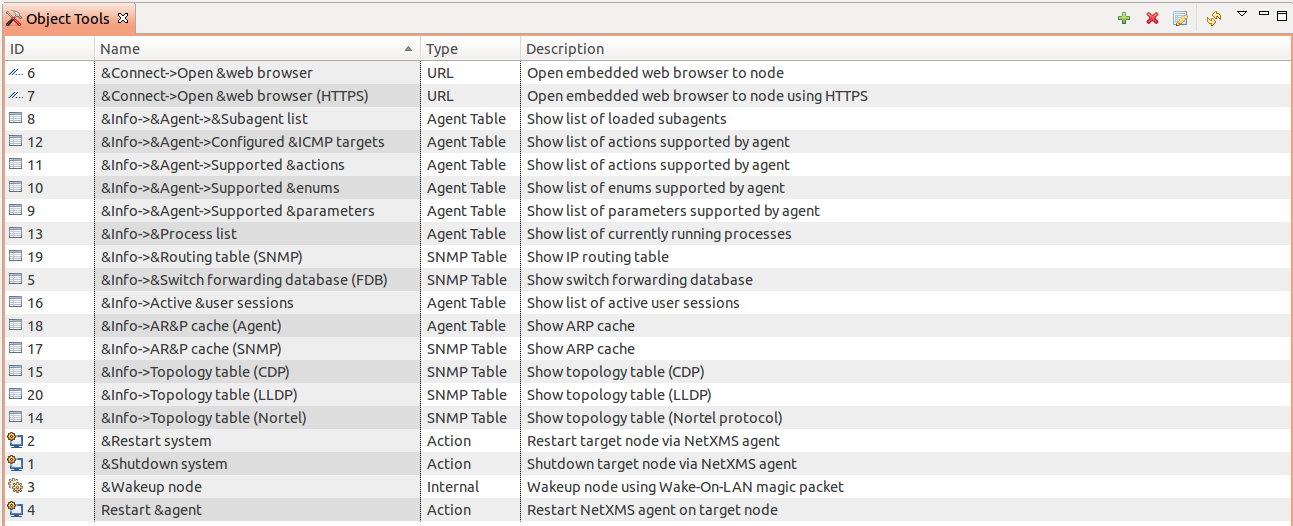 Object Tools
ID Name Type Description
6 &Connect->Open &web browser URL Open embedded web browser to node
7 &Connect->Open &web browser (HTTPS) URL Open embedded web browser to node using HTTPS
8 &Info->&Agent->&Subagent list Agent Table Show list of loaded subagents
12 &Info->&Agent->Configured &ICMP targets Agent Table Show list of actions supported by agent
11 &Info->&Agent->Supported &actions Agent Table Show list of actions supported by agent
10 &Info->&Agent->Supported &enums Agent Table Show list of enums supported by agent
9 &Info->&Agent->Supported &parameters Agent Table Show list of parameters supported by agent
13 &Info->&Process list Agent Table Show list of currently running processes
19 &Info->&Routing table (SNMP) SNMP Table Show IP routing table
5 &Info->&Switch forwarding database (FDB) SNMP Table Show switch forwarding database
16 &Info->Active &user sessions Agent Table Show list of active user sessions
18 &Info->AR&P cache (Agent) Agent Table Show ARP cache
17 &Info->AR&P cache (SNMP) SNMP Table Show ARP cache
15 &Info->Topology table (CDP) SNMP Table Show topology table (CDP)
20 &Info->Topology table (LLDP) SNMP Table Show topology table (LLDP)
14 &Info->Topology table (Nortel) SNMP Table Show topology table (Nortel protocol)
2 &Restart system Action Restart target node via NetXMS agent
1 &Shutdown system Action Shutdown target node via NetXMS agent
3 &Wakeup node Internal Wakeup node using Wake-On-LAN magic packet
4 Restart &agent Action Restart NetXMS agent on target node